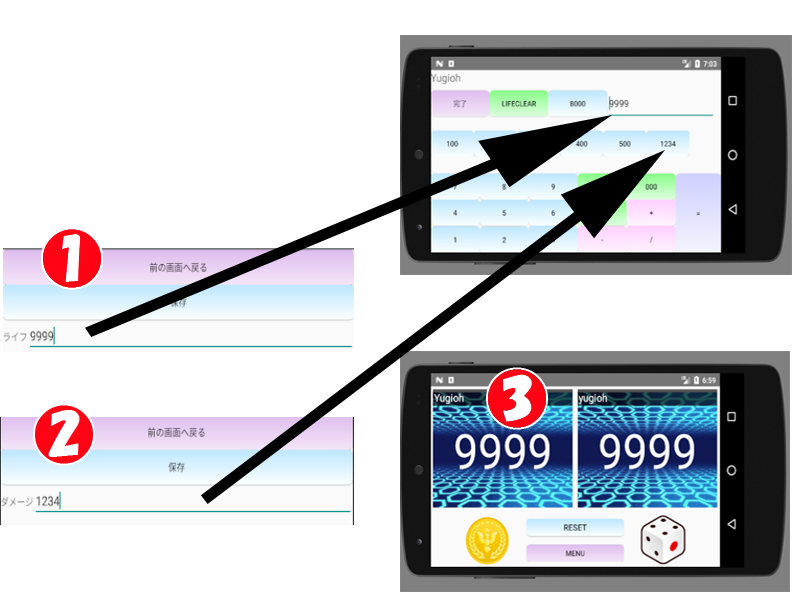 1
前の画面へ戻る
保存
ライフ 9999
2
前の画面へ戻る
保存
ダメージ 1234
7:03
Yugioh
完了 LIFECLEAR 8000 9999
100 400 500 1234
7 8 9 000
4 5 6 + =
1 2 - /
3
6:59
Yugioh yugioh
9999 9999
RESET
MENU